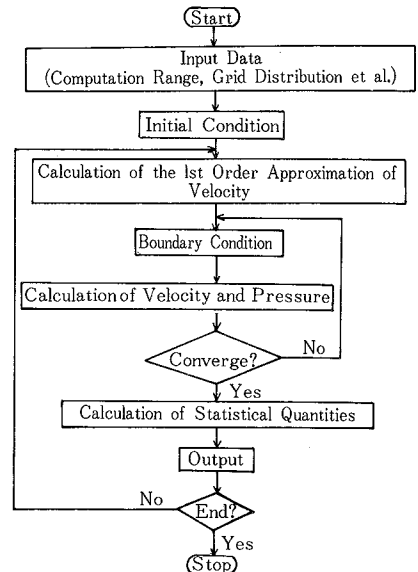 Start
Input Data
(Computation Range, Grid Distribution et al.)
Initial Condition
Calculation of the 1st Order Approximation of
Velocity
Boundary Condition
Calculation of Velocity and Pressure
Converge?
No
Yes
Calculation of Statistical Quantities
Output
No
End?
Yes
Stop